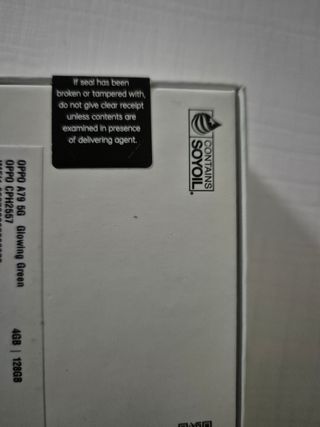 If seal has been
broken or tampered with,
do not give clear receipt
unless contents are
examined in presence
of delivering agent.
CONTAINS
SOYOIL
OPPO A79 5G Glowing Green 4GB | 128GB
OPPO CPH2557